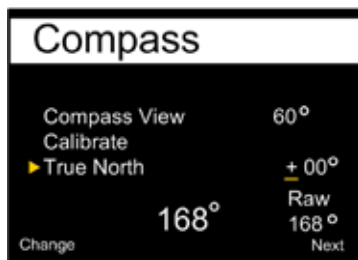 Compass
Compass View 60°
Calibrate
▶True North + 00°
Raw
168° 168°
Change Next